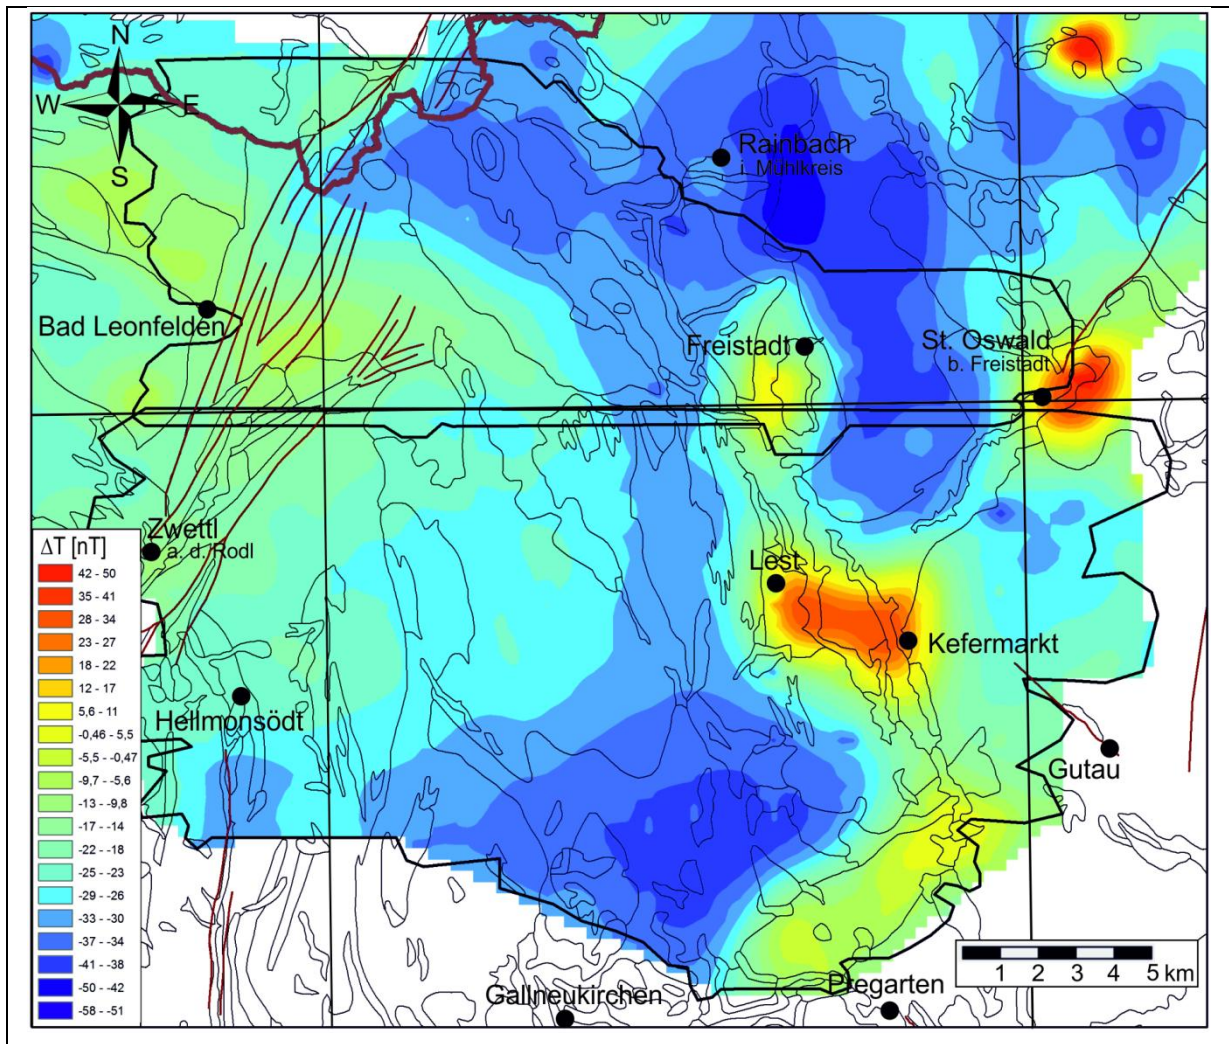 N
W E
S
Rainbach
i. Mühlkreis
Bad Leonfelden
Freistadt
St. Oswald
b. Freistadt
Zwettl
a. d. Rodl
Lest
Kefermarkt
Hellmonsödt
Gutau
Gallneukirchen
Pregarten
ΔT [nT]
42 - 50
35 - 41
28 - 34
23 - 27
18 - 22
12 - 17
5,6 - 11
-0,46 - 5,5
-5,5 - -0,47
-9,7 - -5,6
-13 - -9,8
-17 - -14
-22 - -18
-25 - -23
-29 - -26
-33 - -30
-37 - -34
-41 - -38
-50 - -42
-58 - -51
1 2 3 4 5 km